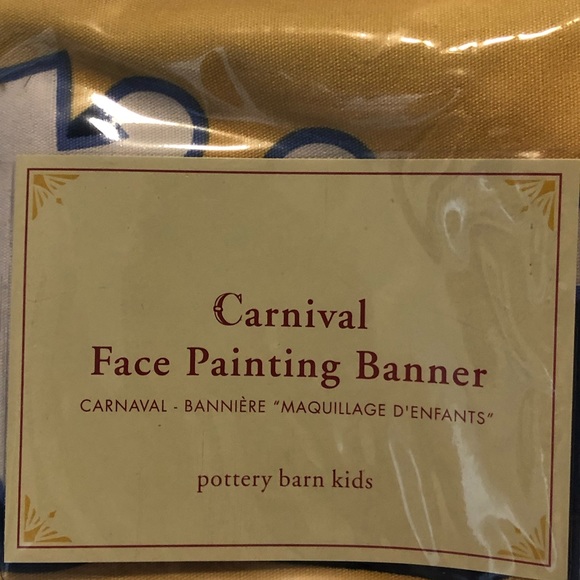 Carnival
Face Painting Banner
CARNAVAL - BANNIÈRE "MAQUILLAGE D'ENFANTS"
pottery barn kids